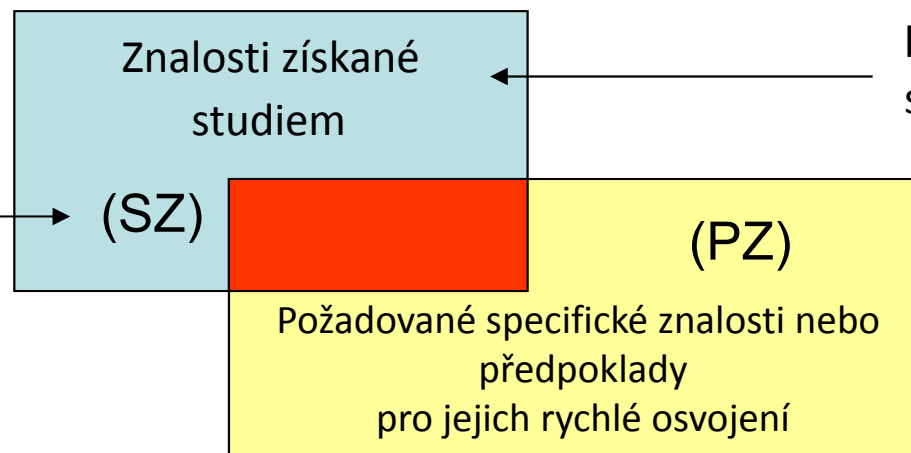 Znalosti získané
studiem
(SZ)
(PZ)
Požadované specifické znalosti nebo
předpoklady
pro jejich rychlé osvojení